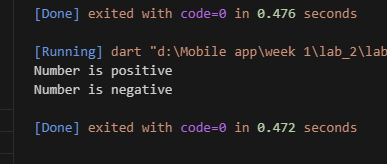 [Done] exited with code=0 in 0.476 seconds
[Running] dart "d:\Mobile app\week 1\lab_2\lab
Number is positive
Number is negative
[Done] exited with code=0 in 0.472 seconds